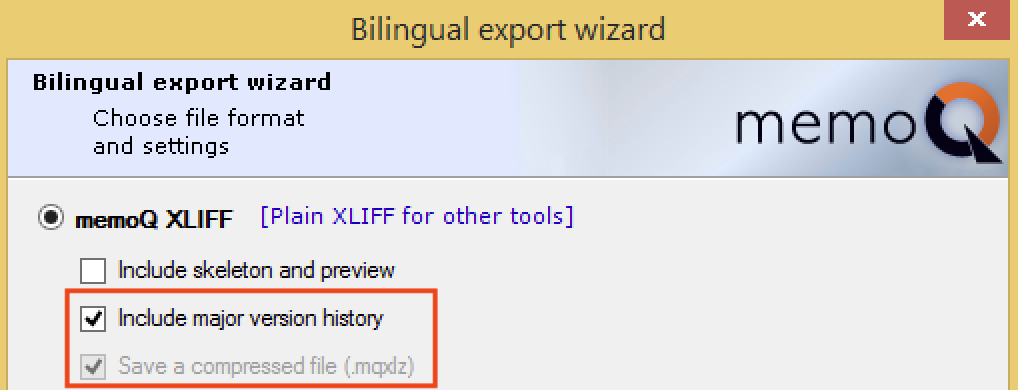 Bilingual export wizard
x
Bilingual export wizard
Choose file format
and settings
memoQ
memoQ XLIFF [Plain XLIFF for other tools]
Include skeleton and preview
Include major version history
Save a compressed file (.mqxlz)